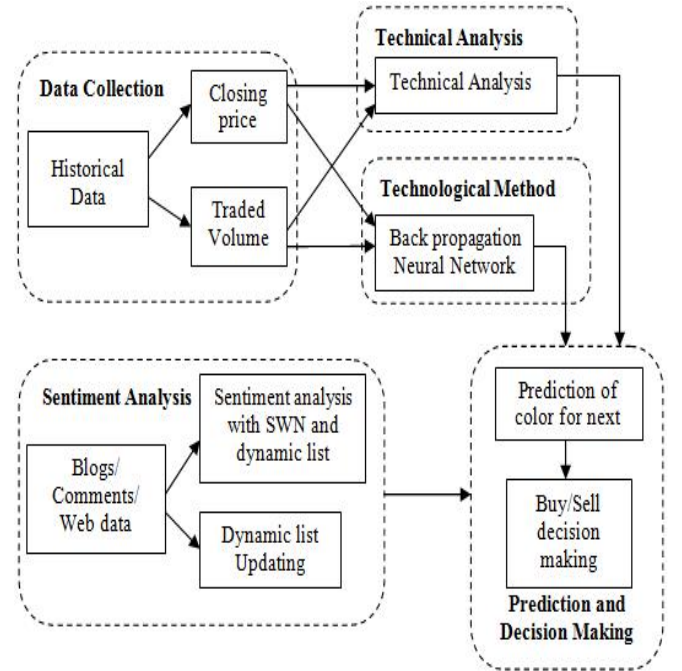 Technical Analysis
Technical Analysis
Data Collection
Closing
price
Historical
Data
Traded
Volume
Technological Method
Back propagation
Neural Network
Sentiment Analysis
Sentiment analysis
with SWN and
dynamic list
Blogs/
Comments/
Web data
Dynamic list
Updating
Prediction of
color for next
Buy/Sell
decision
making
Prediction and
Decision Making